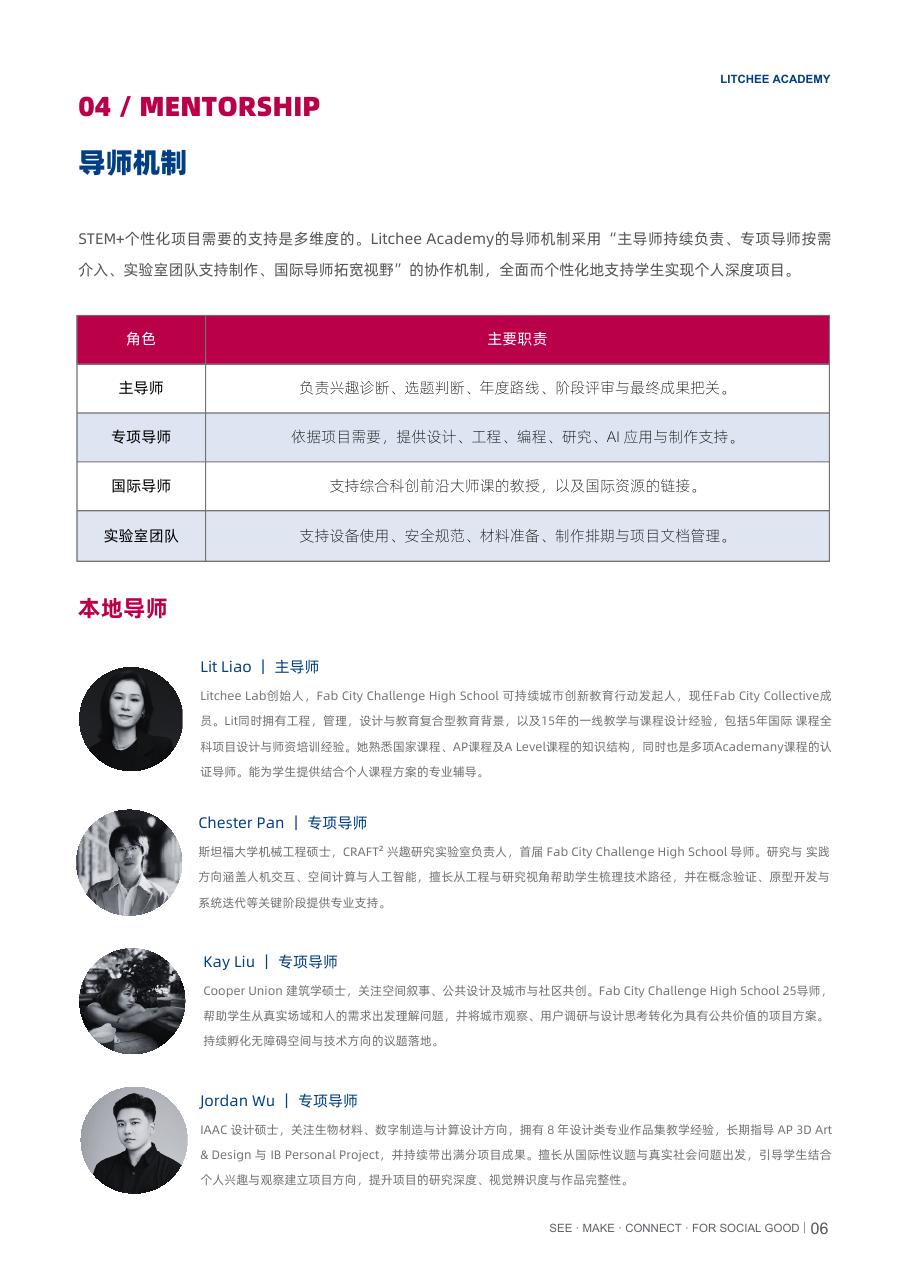 LITCHEE ACADEMY
04 / MENTORSHIP
导师机制
STEM+个性化项目需要的支持是多维度的。Litchee Academy的导师机制采用“主导师持续负责、专项导师按需
介入、实验室团队支持制作、国际导师拓宽视野”的协作机制，全面而个性化地支持学生实现个人深度项目。
角色 主要职责
主导师 负责兴趣诊断、选题判断、年度路线、阶段评审与最终成果把关。
专项导师 依据项目需要，提供设计、工程、编程、研究、AI 应用与制作支持。
国际导师 支持综合科创前沿大师课的教授，以及国际资源的链接。
实验室团队 支持设备使用、安全规范、材料准备、制作排期与项目文档管理。
本地导师
Lit Liao ｜ 主导师
Litchee Lab创始人，Fab City Challenge High School 可持续城市创新教育行动发起人，现任Fab City Collective成
员。Lit同时拥有工程，管理，设计与教育复合型教育背景，以及15年的一线教学与课程设计经验，包括5年国际 课程全
科项目设计与师资培训经验。她熟悉国家课程、AP课程及A Level课程的知识结构，同时也是多项Academany课程的认
证导师。能为学生提供结合个人课程方案的专业辅导。
Chester Pan ｜ 专项导师
斯坦福大学机械工程硕士，CRAFT² 兴趣研究实验室负责人，首届 Fab City Challenge High School 导师。研究与 实践
方向涵盖人机交互、空间计算与人工智能，擅长从工程与研究视角帮助学生梳理技术路径，并在概念验证、原型开发与
系统迭代等关键阶段提供专业支持。
Kay Liu ｜ 专项导师
Cooper Union 建筑学硕士，关注空间叙事、公共设计及城市与社区共创。Fab City Challenge High School 25导师，
帮助学生从真实场域和人的需求出发理解问题，并将城市观察、用户调研与设计思考转化为具有公共价值的项目方案。
持续孵化无障碍空间与技术方向的议题落地。
Jordan Wu ｜ 专项导师
IAAC 设计硕士，关注生物材料、数字制造与计算设计方向，拥有 8 年设计类专业作品集教学经验，长期指导 AP 3D Art
& Design 与 IB Personal Project，并持续带出满分项目成果。擅长从国际性议题与真实社会问题出发，引导学生结合
个人兴趣与观察建立项目方向，提升项目的研究深度、视觉辨识度与作品完整性。
SEE · MAKE · CONNECT · FOR SOCIAL GOOD | 06